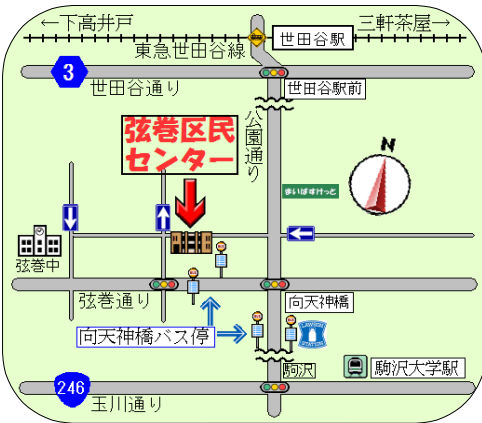 ←下高井戸
三軒茶屋→
東急世田谷線
世田谷駅
3
世田谷通り
世田谷駅前
弦巻区民
センター
公園通り
N
まいばすけっと
弦巻中
弦巻通り
向天神橋
向天神橋バス停
LAWSON
STATION
駒沢
駒沢大学駅
246
玉川通り